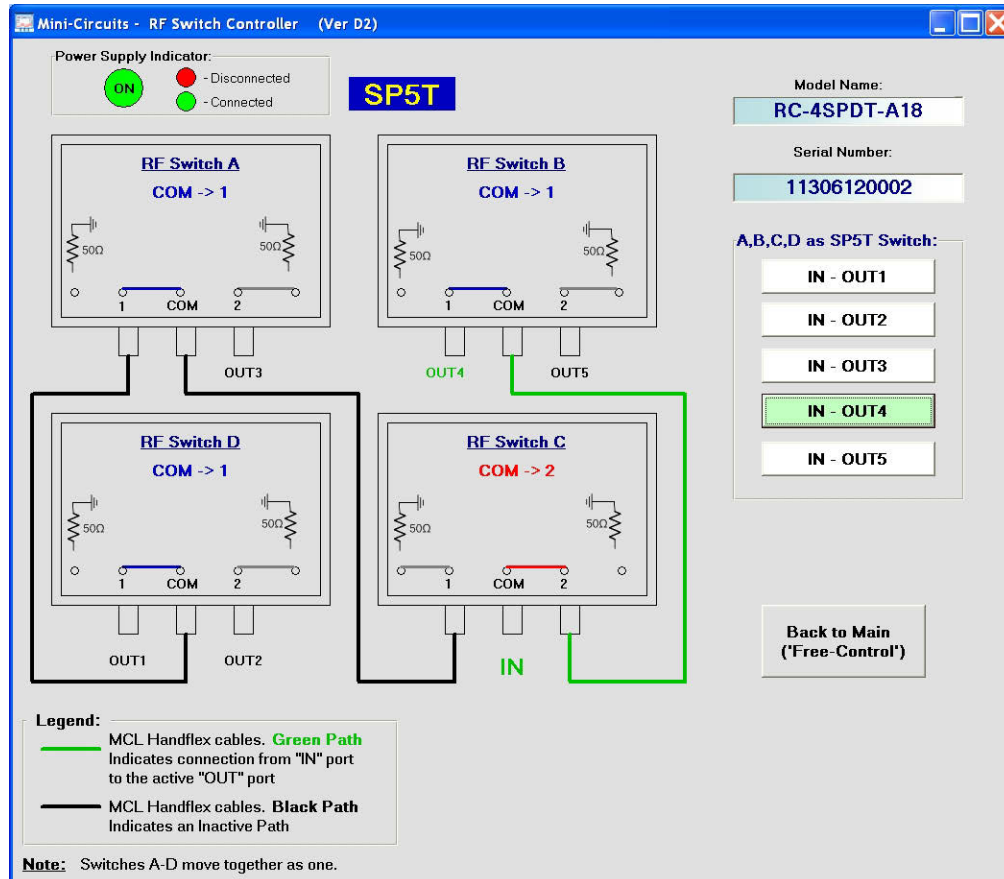 Mini-Circuits - RF Switch Controller (Ver D2)
Power Supply Indicator:
ON
- Disconnected
- Connected
SP5T
Model Name:
RC-4SPDT-A18
Serial Number:
11306120002
RF Switch A
COM -> 1
50Ω
50Ω
1 COM 2
OUT3
RF Switch B
COM -> 1
50Ω
50Ω
1 COM 2
OUT4
OUT5
A,B,C,D as SP5T Switch:
IN - OUT1
IN - OUT2
IN - OUT3
IN - OUT4
IN - OUT5
RF Switch D
COM -> 1
50Ω
50Ω
1 COM 2
OUT1
OUT2
RF Switch C
COM -> 2
50Ω
50Ω
1 COM 2
IN
Back to Main
('Free-Control')
Legend:
MCL Handflex cables. Green Path
Indicates connection from "IN" port
to the active "OUT" port
MCL Handflex cables. Black Path
Indicates an Inactive Path
Note: Switches A-D move together as one.